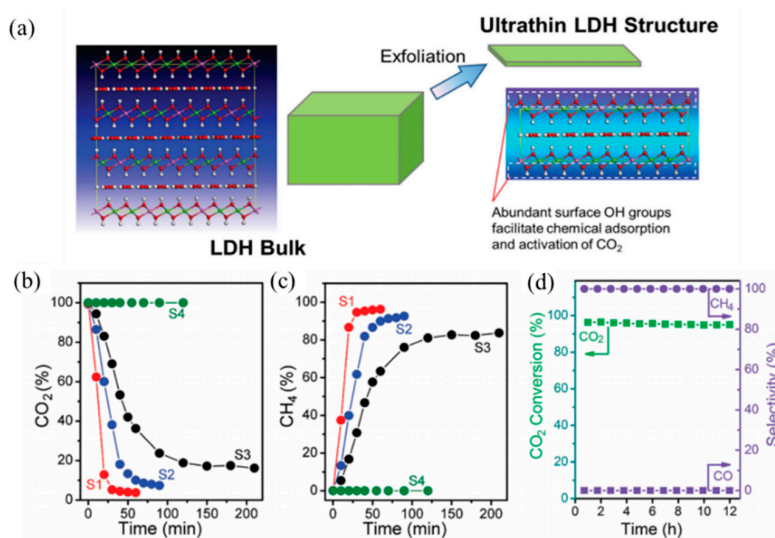 (a)
Ultrathin LDH Structure
Exfoliation
LDH Bulk
Abundant surface OH groups
facilitate chemical adsorption
and activation of CO₂
(b)
100
80
60
40
20
0
CO₂(%)
S4
S3
S2
S1
0 50 100 150 200
Time (min)
(c)
100
80
60
40
20
0
CH₄(%)
S1
S2
S3
S4
0 50 100 150 200
Time (min)
(d)
100
80
60
40
20
0
CO₂ Conversion (%)
CO₂
CH₄
CO
100
80
60
40
20
0
Selectivity (%)
0 2 4 6 8 10 12
Time (h)